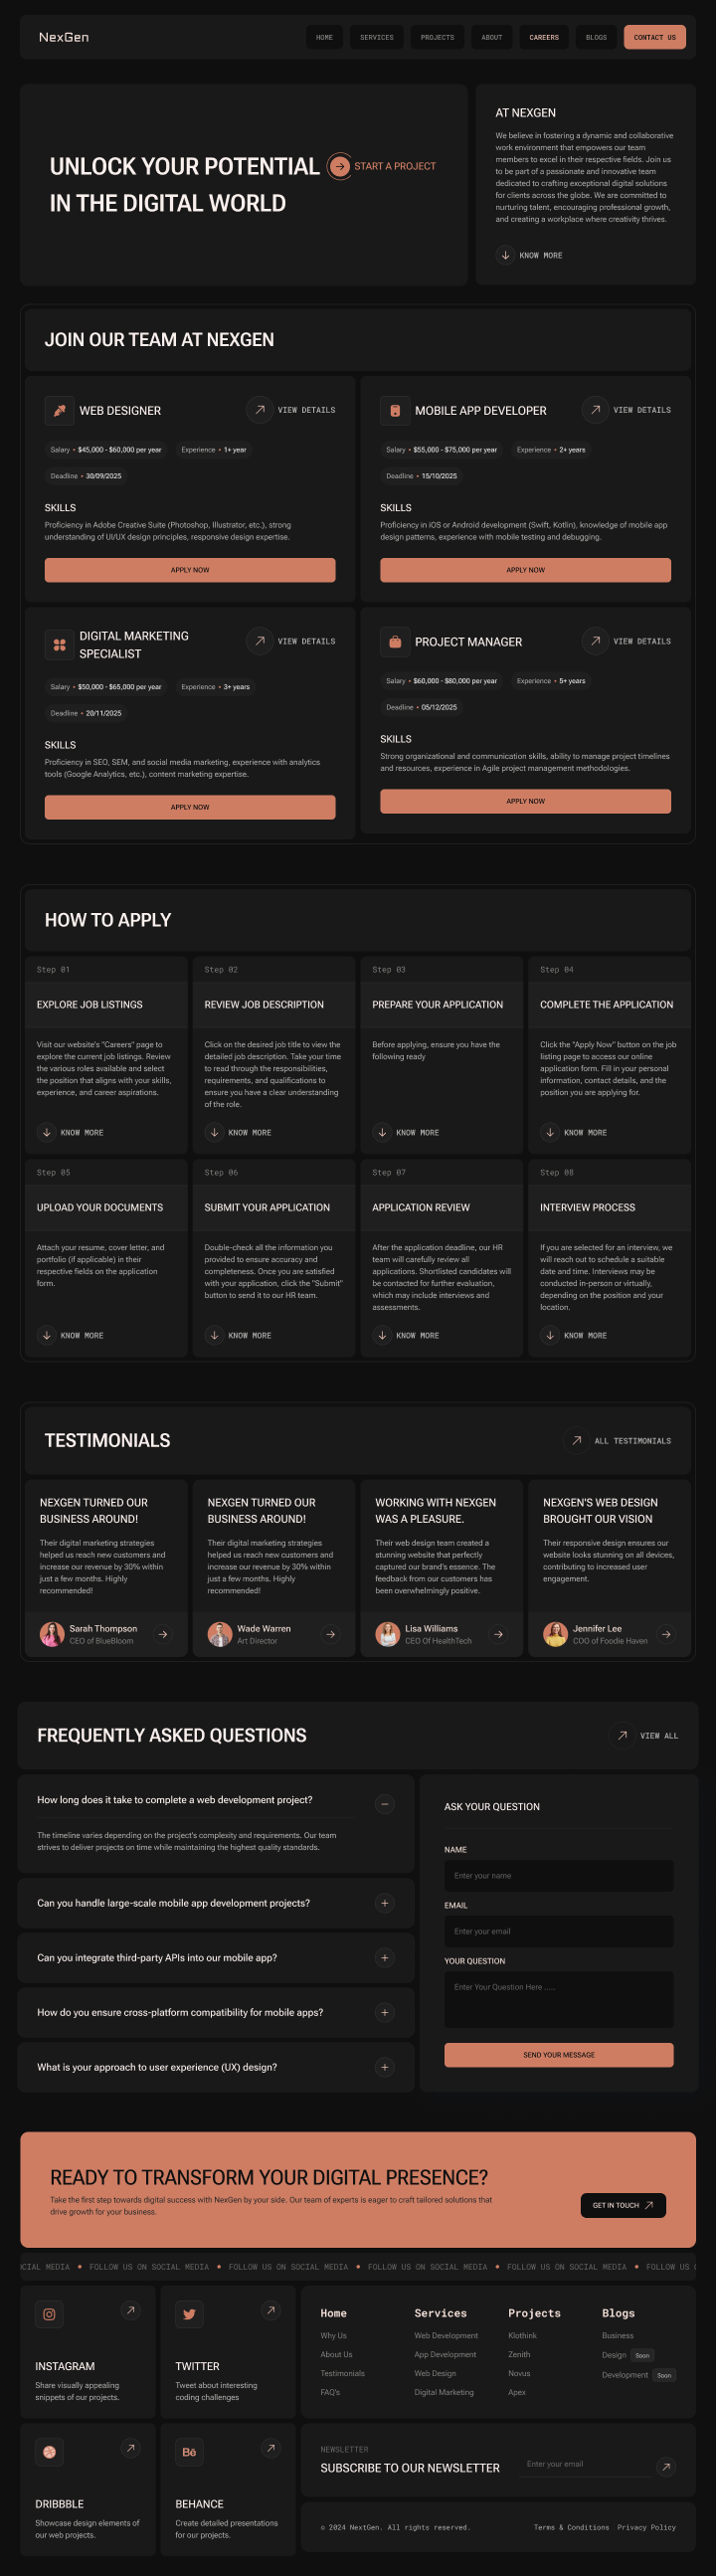 NexGen
HOME
SERVICES
PROJECTS
ABOUT
CAREERS
BLOGS
CONTACT US
UNLOCK YOUR POTENTIAL
START A PROJECT
IN THE DIGITAL WORLD
AT NEXGEN
We believe in fostering a dynamic and collaborative
work environment that empowers our team
members to excel in their respective fields. Join us
to be part of a passionate and innovative team
dedicated to crafting exceptional digital solutions
for clients across the globe. We are committed to
nurturing talent, encouraging professional growth,
and creating a workplace where creativity thrives.
KNOW MORE
JOIN OUR TEAM AT NEXGEN
WEB DESIGNER
VIEW DETAILS
Salary • $45,000 - $60,000 per year
Experience • 1+ year
Deadline • 30/09/2025
SKILLS
Proficiency in Adobe Creative Suite (Photoshop, Illustrator, etc.), strong
understanding of UI/UX design principles, responsive design expertise.
APPLY NOW
MOBILE APP DEVELOPER
VIEW DETAILS
Salary • $55,000 - $75,000 per year
Experience • 2+ years
Deadline • 15/10/2025
SKILLS
Proficiency in iOS or Android development (Swift, Kotlin), knowledge of mobile app
design patterns, experience with mobile testing and debugging.
APPLY NOW
DIGITAL MARKETING
SPECIALIST
VIEW DETAILS
Salary • $50,000 - $65,000 per year
Experience • 3+ years
Deadline • 20/11/2025
SKILLS
Proficiency in SEO, SEM, and social media marketing, experience with analytics
tools (Google Analytics, etc.), content marketing expertise.
APPLY NOW
PROJECT MANAGER
VIEW DETAILS
Salary • $60,000 - $80,000 per year
Experience • 5+ years
Deadline • 05/12/2025
SKILLS
Strong organizational and communication skills, ability to manage project timelines
and resources, experience in Agile project management methodologies.
APPLY NOW
HOW TO APPLY
Step 01
EXPLORE JOB LISTINGS
Visit our website's "Careers" page to
explore the current job listings. Review
the various roles available and select
the position that aligns with your skills,
experience, and career aspirations.
KNOW MORE
Step 02
REVIEW JOB DESCRIPTION
Click on the desired job title to view the
detailed job description. Take your time
to read through the responsibilities,
requirements, and qualifications to
ensure you have a clear understanding
of the role.
KNOW MORE
Step 03
PREPARE YOUR APPLICATION
Before applying, ensure you have the
following ready
KNOW MORE
Step 04
COMPLETE THE APPLICATION
Click the "Apply Now" button on the job
listing page to access our online
application form. Fill in your personal
information, contact details, and the
position you are applying for.
KNOW MORE
Step 05
UPLOAD YOUR DOCUMENTS
Attach your resume, cover letter, and
portfolio (if applicable) in their
respective fields on the application
form.
KNOW MORE
Step 06
SUBMIT YOUR APPLICATION
Double-check all the information you
provided to ensure accuracy and
completeness. Once you are satisfied
with your application, click the "Submit"
button to send it to our HR team.
KNOW MORE
Step 07
APPLICATION REVIEW
After the application deadline, our HR
team will carefully review all
applications. Shortlisted candidates will
be contacted for further evaluation,
which may include interviews and
assessments.
KNOW MORE
Step 08
INTERVIEW PROCESS
If you are selected for an interview, we
will reach out to schedule a suitable
date and time. Interviews may be
conducted in-person or virtually,
depending on the position and your
location.
KNOW MORE
TESTIMONIALS
ALL TESTIMONIALS
NEXGEN TURNED OUR
BUSINESS AROUND!
Their digital marketing strategies
helped us reach new customers and
increase our revenue by 30% within
just a few months. Highly
recommended!
Sarah Thompson
CEO of BlueBloom
NEXGEN TURNED OUR
BUSINESS AROUND!
Their digital marketing strategies
helped us reach new customers and
increase our revenue by 30% within
just a few months. Highly
recommended!
Wade Warren
Art Director
WORKING WITH NEXGEN
WAS A PLEASURE.
Their web design team created a
stunning website that perfectly
captured our brand's essence. The
feedback from our customers has
been overwhelmingly positive.
Lisa Williams
CEO Of HealthTech
NEXGEN'S WEB DESIGN
BROUGHT OUR VISION
Their responsive design ensures our
website looks stunning on all devices,
contributing to increased user
engagement.
Jennifer Lee
COO of Foodie Haven
FREQUENTLY ASKED QUESTIONS
VIEW ALL
How long does it take to complete a web development project?
The timeline varies depending on the project's complexity and requirements. Our team
strives to deliver projects on time while maintaining the highest quality standards.
Can you handle large-scale mobile app development projects?
Can you integrate third-party APIs into our mobile app?
How do you ensure cross-platform compatibility for mobile apps?
What is your approach to user experience (UX) design?
ASK YOUR QUESTION
NAME
Enter your name
EMAIL
Enter your email
YOUR QUESTION
Enter Your Question Here .....
SEND YOUR MESSAGE
READY TO TRANSFORM YOUR DIGITAL PRESENCE?
Take the first step towards digital success with NexGen by your side. Our team of experts is eager to craft tailored solutions that
drive growth for your business.
GET IN TOUCH
OCIAL MEDIA • FOLLOW US ON SOCIAL MEDIA • FOLLOW US ON SOCIAL MEDIA • FOLLOW US ON SOCIAL MEDIA • FOLLOW US ON SOCIAL MEDIA • FOLLOW US
INSTAGRAM
Share visually appealing
snippets of our projects.
TWITTER
Tweet about interesting
coding challenges
DRIBBBLE
Showcase design elements of
our web projects.
Bē
BEHANCE
Create detailed presentations
for our projects.
Home
Why Us
About Us
Testimonials
FAQ's
Services
Web Development
App Development
Web Design
Digital Marketing
Projects
Klothink
Zenith
Novus
Apex
Blogs
Business
Design Soon
Development Soon
NEWSLETTER
SUBSCRIBE TO OUR NEWSLETTER
Enter your email
© 2024 NextGen. All rights reserved.
Terms & Conditions
Privacy Policy